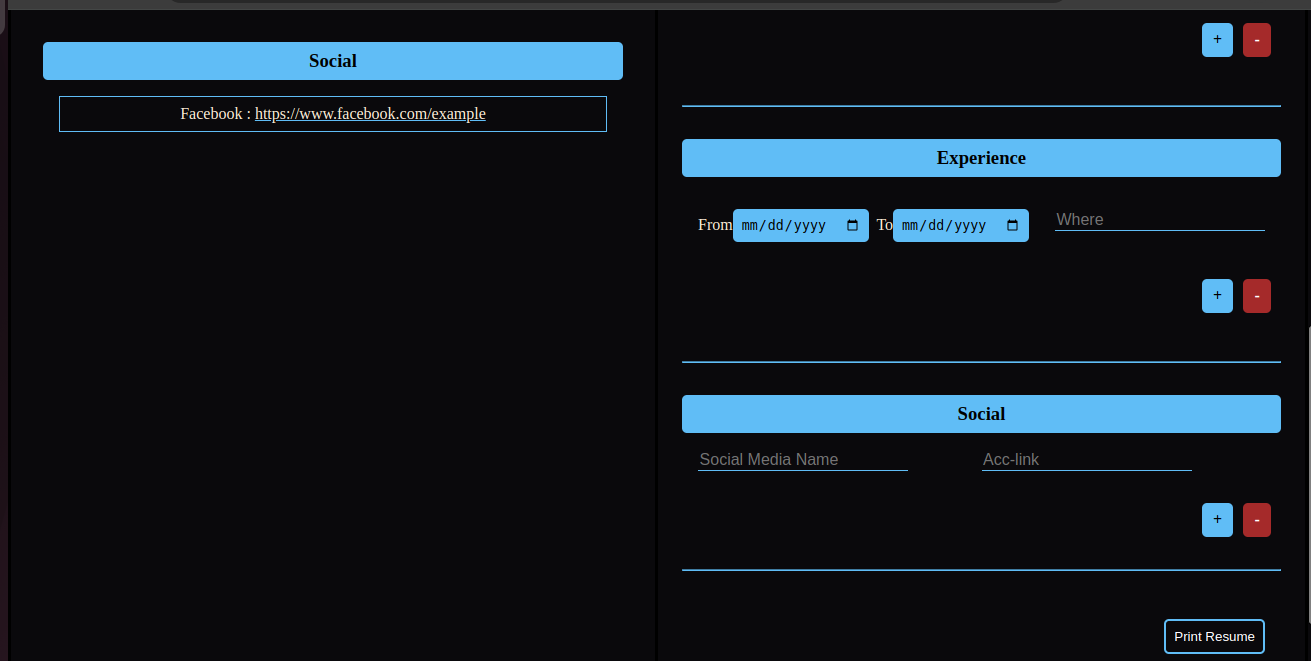 Social
Facebook : https://www.facebook.com/example
+ -
Experience
From mm/dd/yyyy To mm/dd/yyyy Where
+ -
Social
Social Media Name Acc-link
+ -
Print Resume